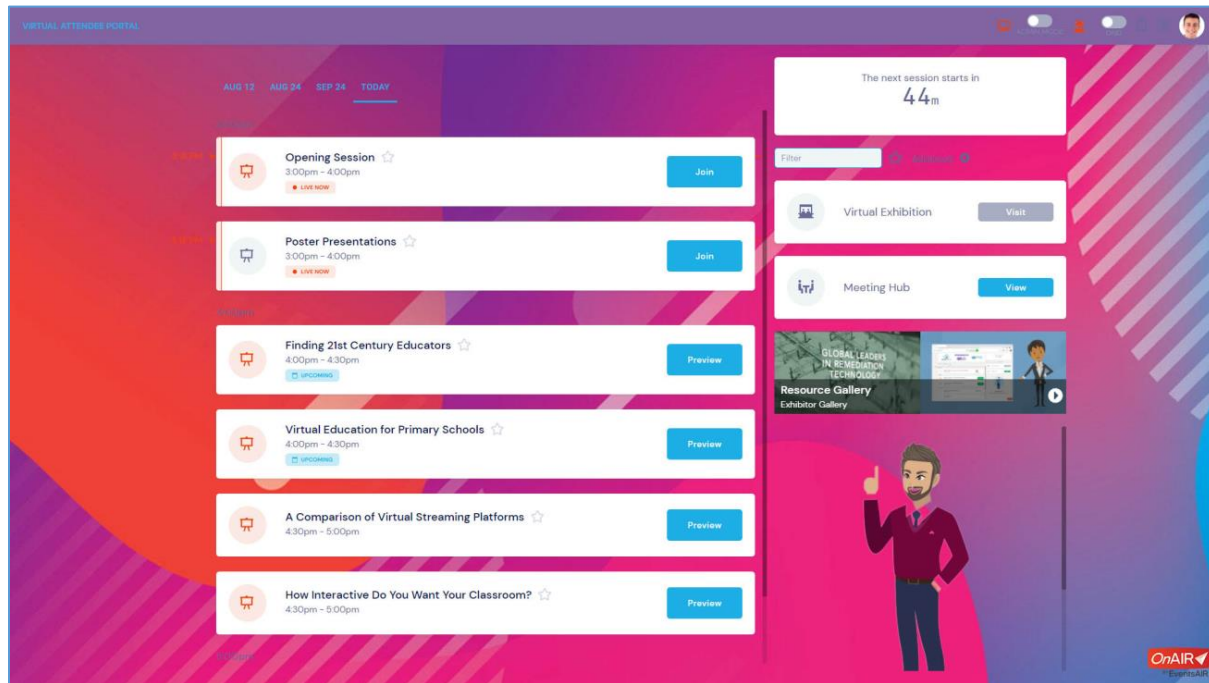 VIRTUAL ATTENDEE PORTAL
AUG 12 AUG 24 SEP 24 TODAY
Opening Session
3:00pm - 4:00pm
LIVE NOW
Join
Poster Presentations
3:00pm - 4:00pm
LIVE NOW
Join
Finding 21st Century Educators
4:00pm - 4:30pm
UPCOMING
Preview
Virtual Education for Primary Schools
4:00pm - 4:30pm
UPCOMING
Preview
A Comparison of Virtual Streaming Platforms
4:30pm - 5:00pm
Preview
How Interactive Do You Want Your Classroom?
4:30pm - 5:00pm
Preview
The next session starts in
44m
Filter
Virtual Exhibition
Visit
Meeting Hub
View
GLOBAL LEADERS
IN REMEDIATION
TECHNOLOGY
Resource Gallery
Exhibitor Gallery
OnAIR
EventsAIR